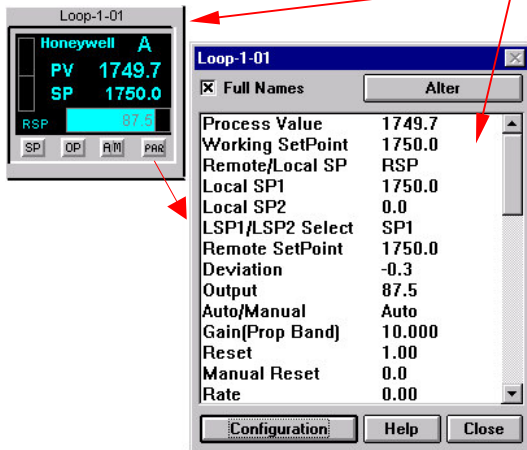 Loop-1-01
Honeywell A
PV 1749.7
SP 1750.0
RSP 87.5
SP OP A/M PAR
Loop-1-01
Full Names Alter
Process Value 1749.7
Working SetPoint 1750.0
Remote/Local SP RSP
Local SP1 1750.0
Local SP2 0.0
LSP1/LSP2 Select SP1
Remote SetPoint 1750.0
Deviation -0.3
Output 87.5
Auto/Manual Auto
Gain(Prop Band) 10.000
Reset 1.00
Manual Reset 0.0
Rate 0.00
Configuration Help Close